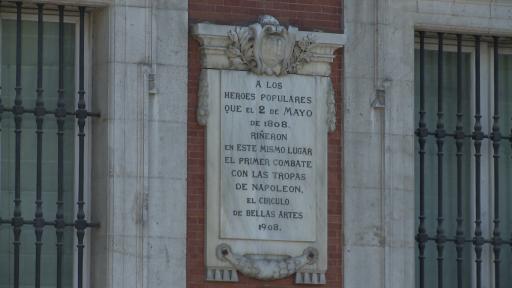 A LOS
HEROES POPULARES
QUE EL 2 DE MAYO
DE 1808.
RIÑERON
EN ESTE MISMO LUGAR
EL PRIMER COMBATE
CON LAS TROPAS
DE NAPOLEON,
EL CIRCULO
DE BELLAS ARTES
1908.